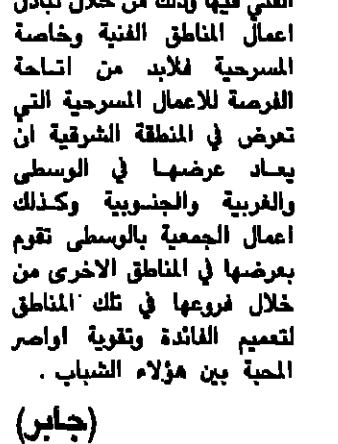 الفني فيها وذلك من خلال تبادل
اعمال المناطق الفنية وخاصة
المسرحية فلابد من اتاحة
الفرصة للاعمال المسرحية التي
تعرض في المنطقة الشرقية ان
يعاد عرضها في الوسطى
والغربية والجنوبية وكذلك
اعمال الجمعية بالوسطى تقوم
بعرضها في المناطق الاخرى من
خلال فروعها في تلك المناطق
لتعميم الفائدة وتقوية اواصر
المحبة بين هؤلاء الشباب .
(جابر)